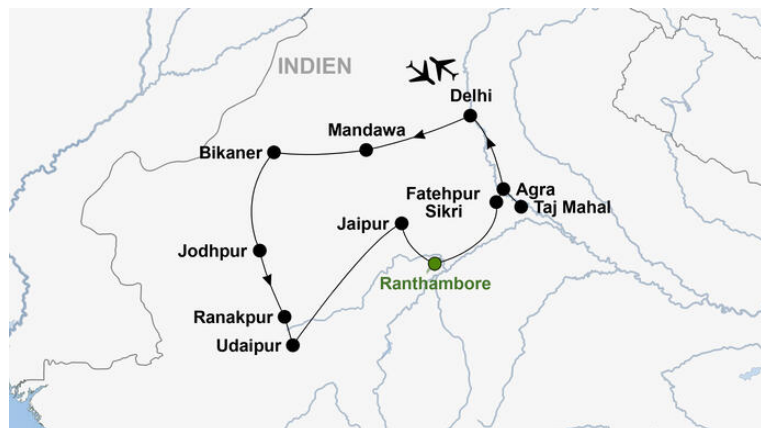 INDIEN
Delhi
Mandawa
Bikaner
Agra
Fatehpur
Sikri
Taj Mahal
Jaipur
Jodhpur
Ranthambore
Ranakpur
Udaipur